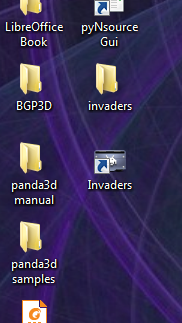 LibreOffice
Book
pyNsource
Gui
BGP3D
invaders
panda3d
manual
Invaders
panda3d
samples